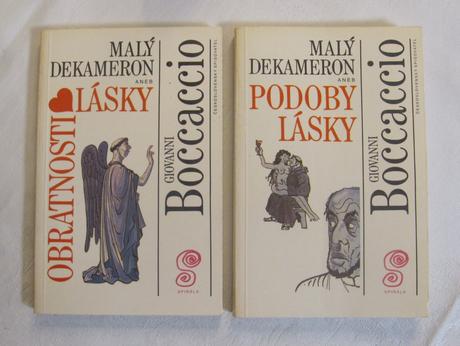 MALÝ
DEKAMERON
ANEB
OBRATNOSTI LÁSKY
GIOVANNI
Boccaccio
ČESKOSLOVENSKÝ SPISOVATEL
SPIRÁLA
MALÝ
DEKAMERON
ANEB
PODOBY
LÁSKY
GIOVANNI
Boccaccio
ČESKOSLOVENSKÝ SPISOVATEL
SPIRÁLA